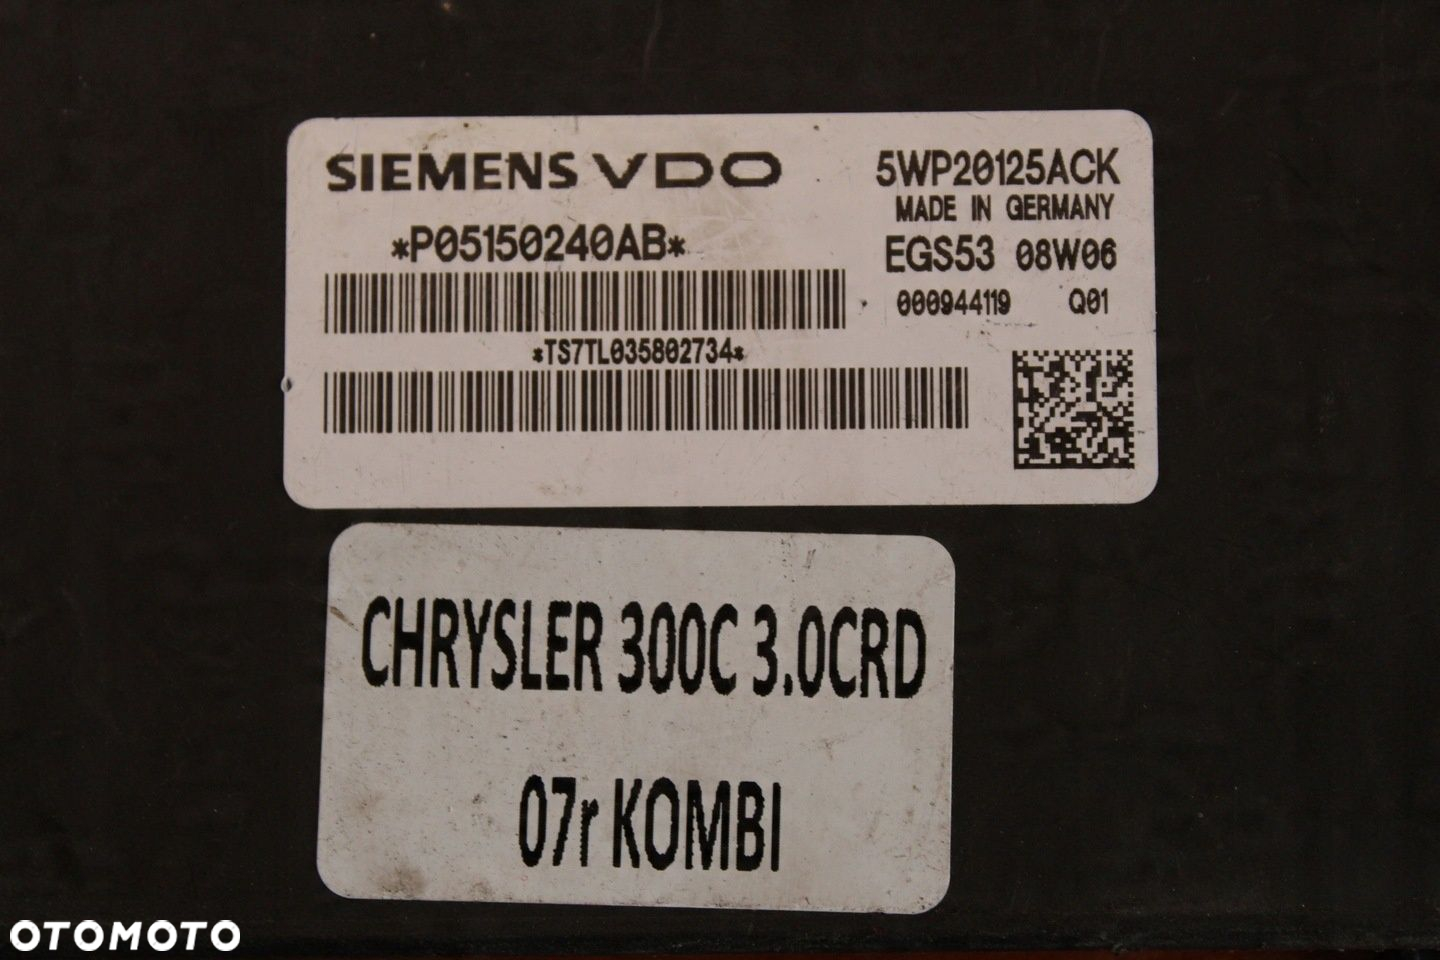 SIEMENS VDO
5WP20125ACK
MADE IN GERMANY
*P05150240AB*
EGS53 08W06
000944119 Q01
*TS7TL035802734*
CHRYSLER 300C 3.0CRD
07r KOMBI
OTOMOTO